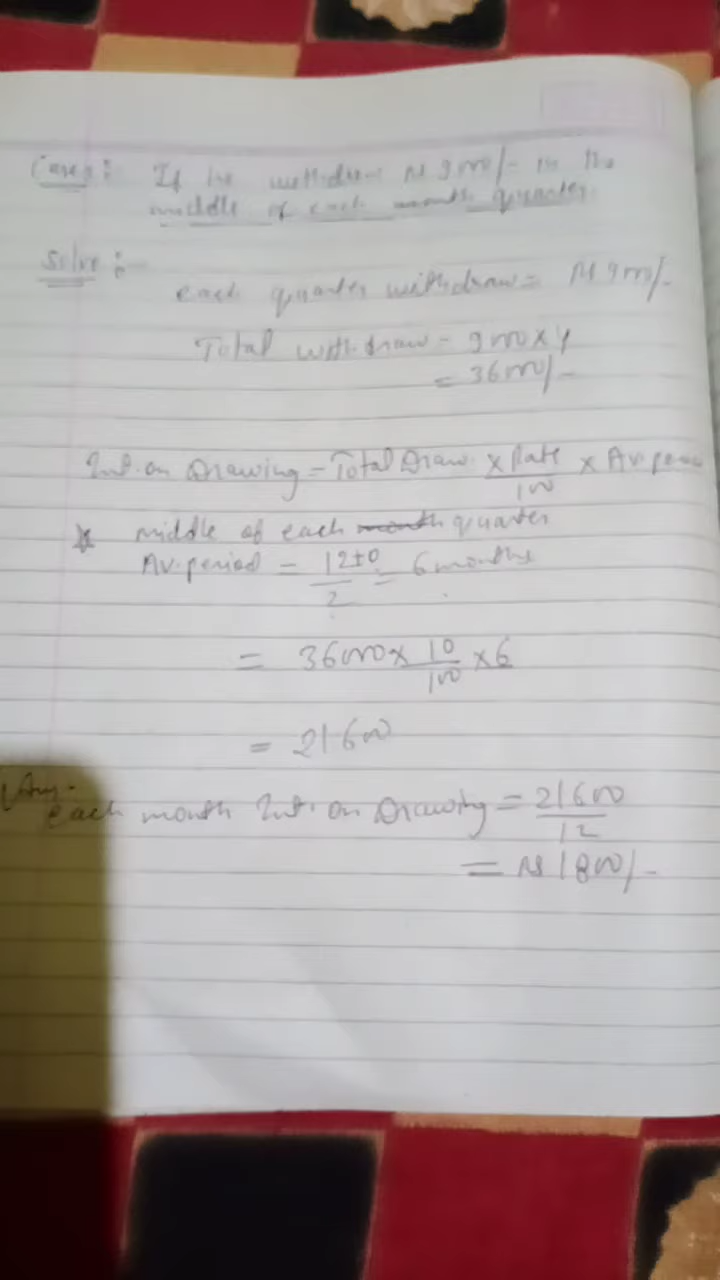 Case3: If he withdraw Rs 9000/- in the
middle of each month quarter
Solve:-
each quarter withdraw = Rs 9000/-
Total withdraw = 9000 x 4
= 36000/-
Int. on Drawing = Total Draw. x Rate/100 x Av. period
* middle of each month quarter
Av. period = 12+0/2 = 6 months
= 36000 x 10/100 x 6
= 21600
Ans. each month Int. on Drawing = 21600/12
= Rs 1800/-